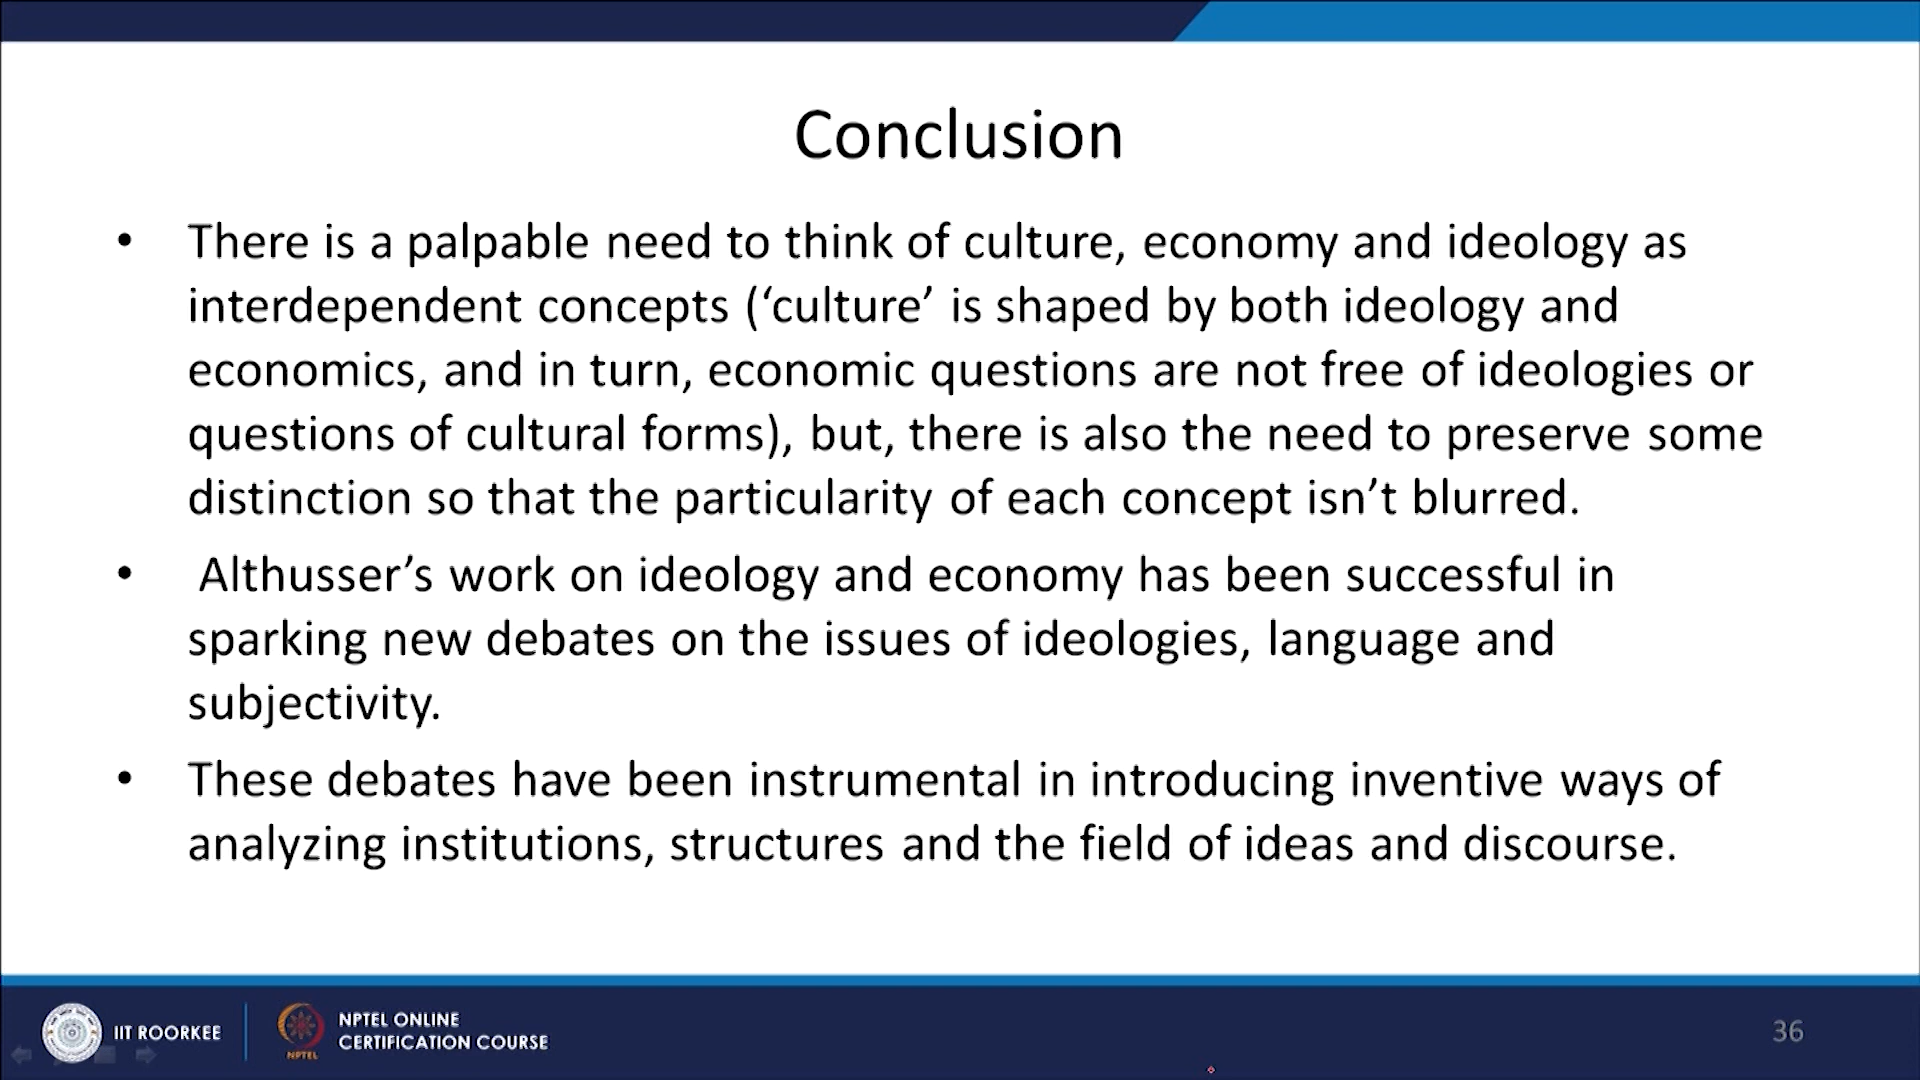 Conclusion
• There is a palpable need to think of culture, economy and ideology as
interdependent concepts (‘culture’ is shaped by both ideology and
economics, and in turn, economic questions are not free of ideologies or
questions of cultural forms), but, there is also the need to preserve some
distinction so that the particularity of each concept isn’t blurred.
• Althusser’s work on ideology and economy has been successful in
sparking new debates on the issues of ideologies, language and
subjectivity.
• These debates have been instrumental in introducing inventive ways of
analyzing institutions, structures and the field of ideas and discourse.
IIT ROORKEE
NPTEL
NPTEL ONLINE
CERTIFICATION COURSE
36